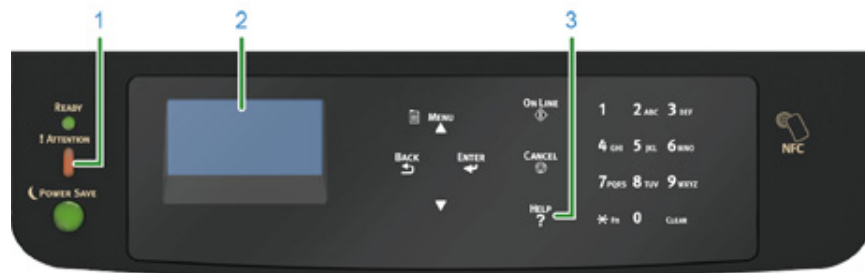 1
2
3
READY
! ATTENTION
POWER SAVE
MENU
BACK
ENTER
ON LINE
CANCEL
HELP
?
1 2 ABC 3 DEF
4 GHI 5 JKL 6 MNO
7 PQRS 8 TUV 9 WXYZ
* Fn 0 CLEAR
NFC